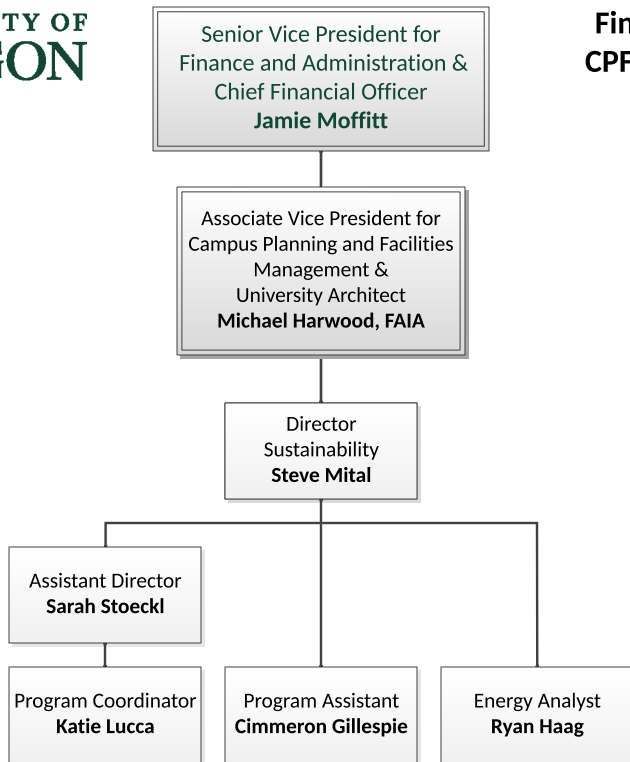 TY OF
GON
Fin
CPF
Senior Vice President for
Finance and Administration &
Chief Financial Officer
Jamie Moffitt
Associate Vice President for
Campus Planning and Facilities
Management &
University Architect
Michael Harwood, FAIA
Director
Sustainability
Steve Mital
Assistant Director
Sarah Stoeckl
Program Coordinator
Katie Lucca
Program Assistant
Cimmeron Gillespie
Energy Analyst
Ryan Haag